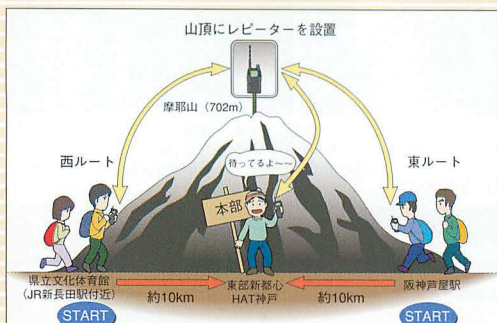 山頂にレピーターを設置
摩耶山（702m）
西ルート
待ってるよ〜〜
東ルート
本部
県立文化体育館
（JR新長田駅付近）
約10km
東部新都心
HAT神戸
約10km
阪神芦屋駅
START
START